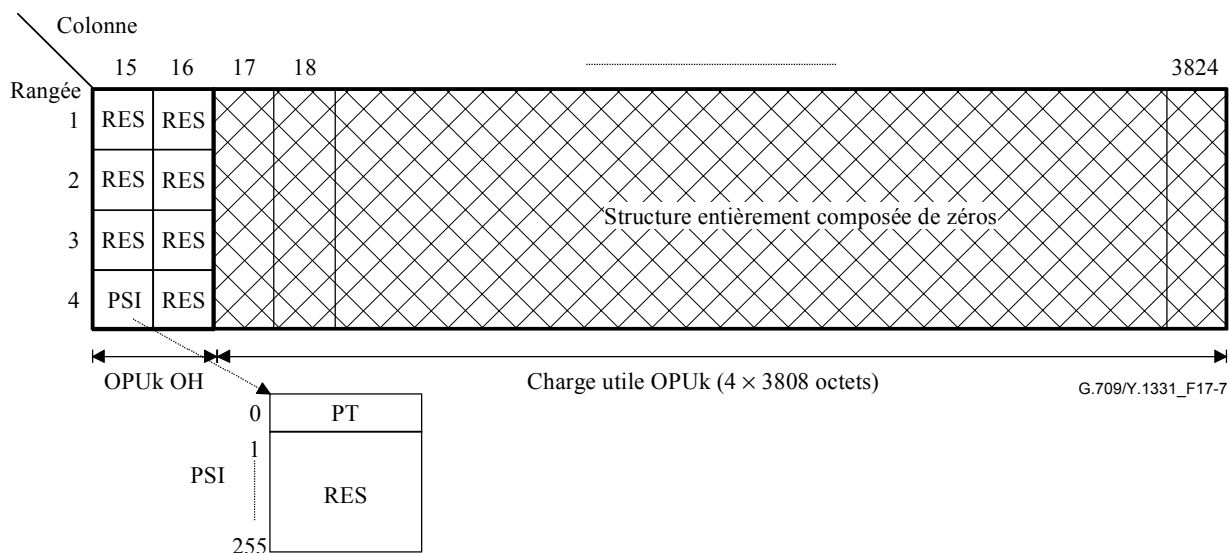 Colonne
15 16 17 18 3824
Rangée
1 RES RES
2 RES RES
Structure entièrement composée de zéros
3 RES RES
4 PSI RES
OPUk OH Charge utile OPUk (4 × 3808 octets)
G.709/Y.1331_F17-7
0 PT
1
PSI
RES
255